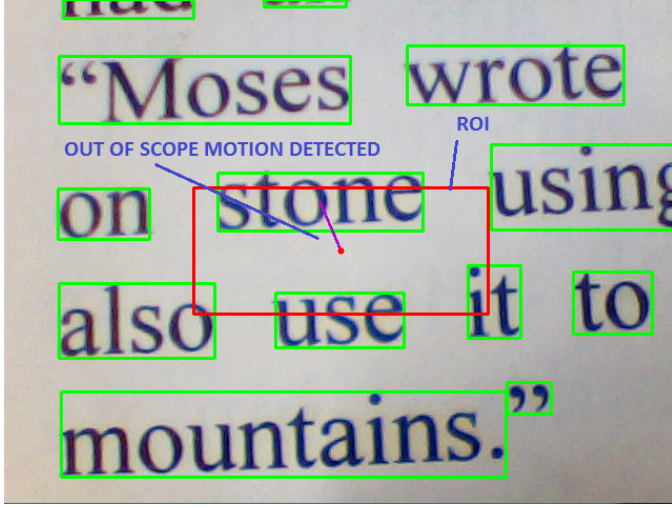 “Moses wrote
ROI
OUT OF SCOPE MOTION DETECTED
on stone using
also use it to
mountains.”